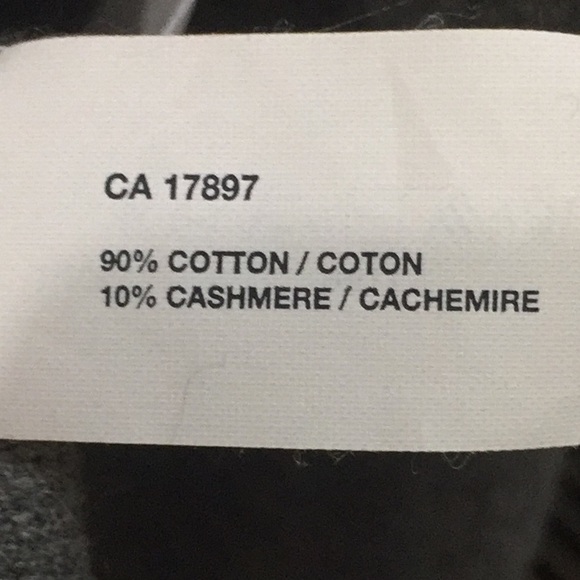 CA 17897
90% COTTON / COTON
10% CASHMERE / CACHEMIRE